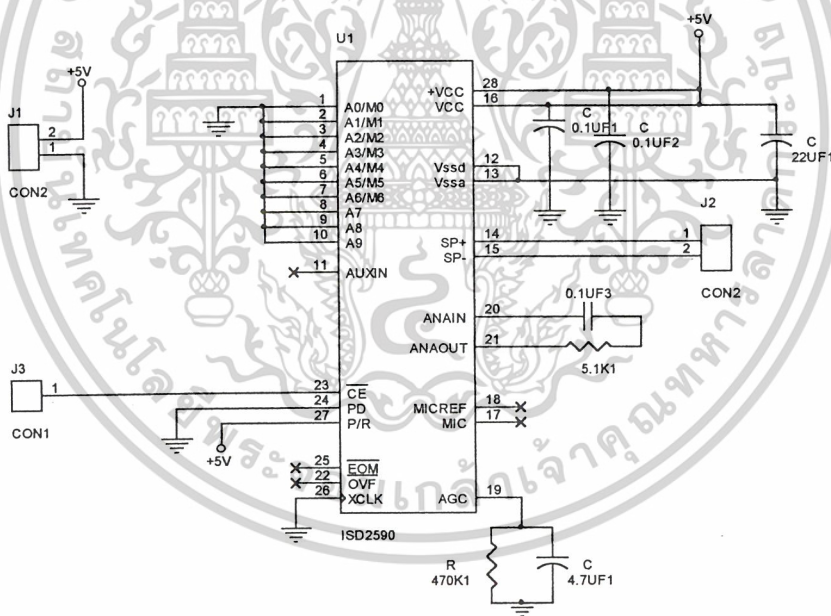 U1
+5V
+5V
J1
2
1
CON2
1 A0/M0
2 A1/M1
3 A2/M2
4 A3/M3
5 A4/M4
6 A5/M5
7 A6/M6
8 A7
9 A8
10 A9
11 AUXIN
+VCC 28
VCC 16
C
0.1UF1
C
0.1UF2
C
22UF1
Vssd 12
Vssa 13
J2
SP+ 14
1
SP- 15
2
CON2
0.1UF3
ANAIN 20
ANAOUT 21
5.1K1
J3
1
CON1
23 CE
24 PD
27 P/R
+5V
MICREF 18
MIC 17
25 EOM
22 OVF
26 XCLK
AGC 19
ISD2590
R
470K1
C
4.7UF1